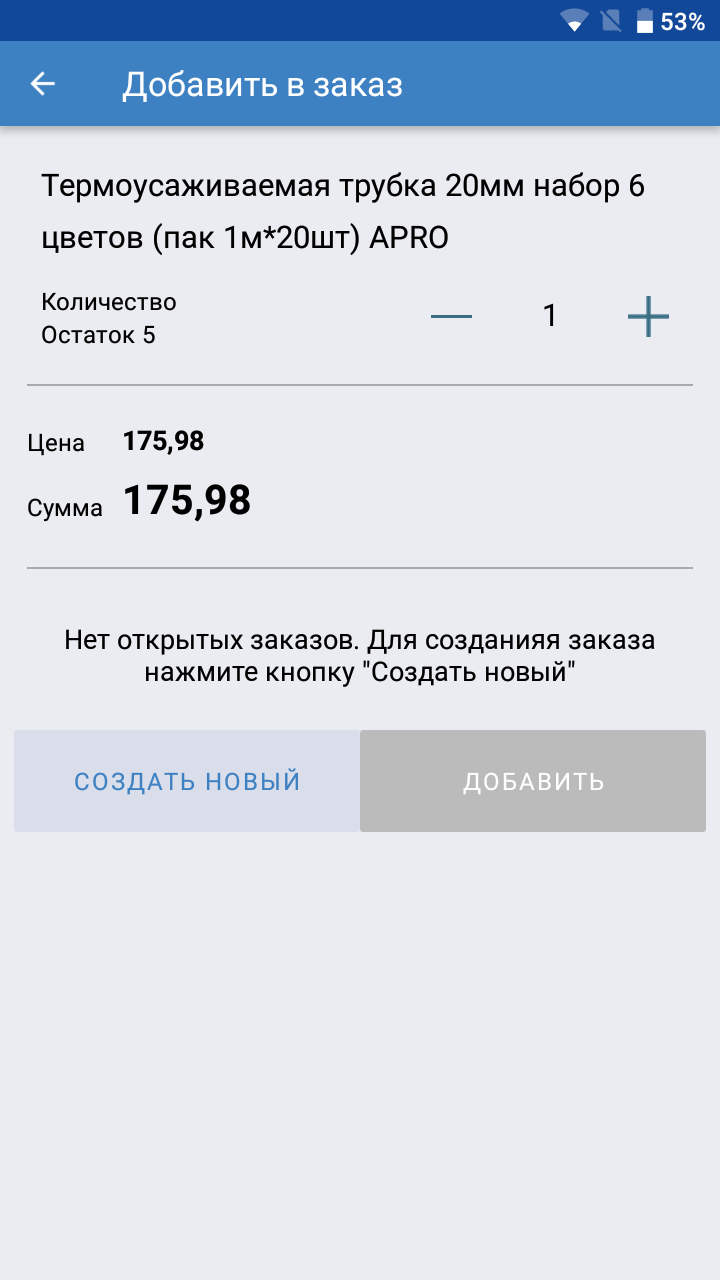 53%
Добавить в заказ
Термоусаживаемая трубка 20мм набор 6
цветов (пак 1м*20шт) APRO
Количество
Остаток 5
1
Цена 175,98
Сумма 175,98
Нет открытых заказов. Для созданияя заказа
нажмите кнопку "Создать новый"
СОЗДАТЬ НОВЫЙ ДОБАВИТЬ